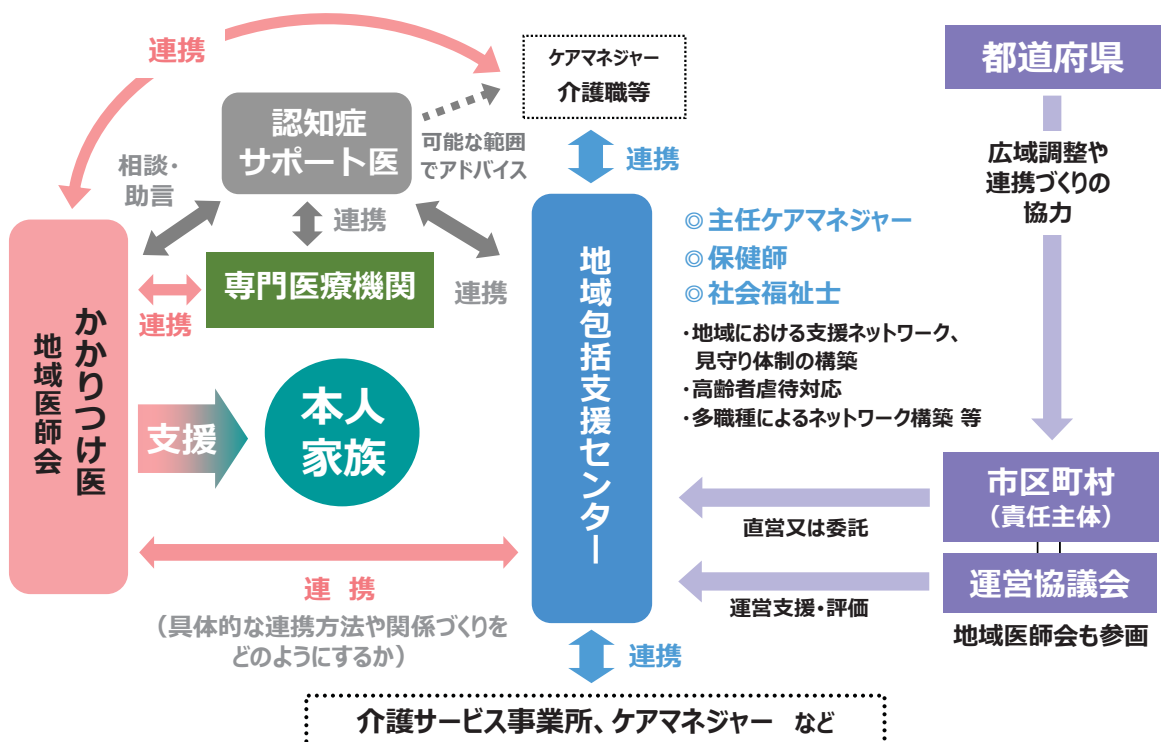 連携
ケアマネジャー
介護職等
都道府県
認知症
サポート医
可能な範囲
でアドバイス
連携
広域調整や
連携づくりの
協力
相談・
助言
連携
連携
専門医療機関
連携
かかりつけ医
地域医師会
地域包括支援センター
◎主任ケアマネジャー
◎保健師
◎社会福祉士
・地域における支援ネットワーク、
見守り体制の構築
・高齢者虐待対応
・多職種によるネットワーク構築 等
支援
本人
家族
市区町村
（責任主体）
直営又は委託
運営協議会
運営支援・評価
地域医師会も参画
連 携
（具体的な連携方法や関係づくりを
どのようにするか）
連携
介護サービス事業所、ケアマネジャー など